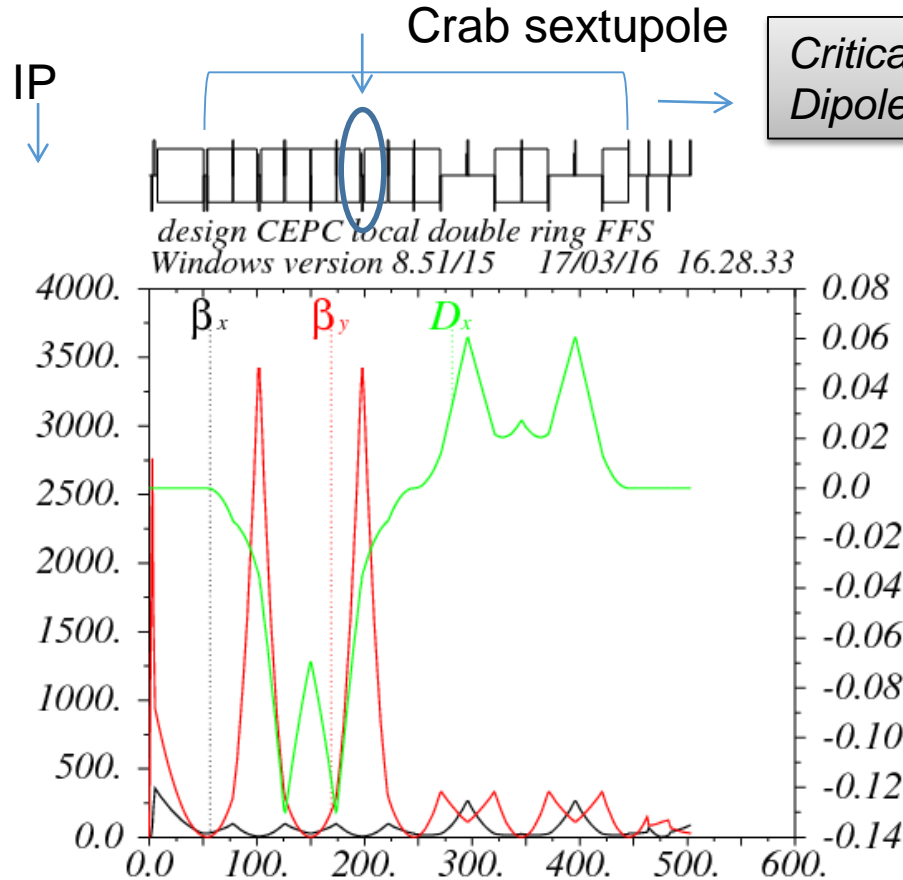 Crab sextupole
IP
Critica
Dipole
design CEPC local double ring FFS
Windows version 8.51/15 17/03/16 16.28.33
4000. 0.08
βx βy Dx
3500. 0.06
0.04
3000. 0.02
2500. 0.0
-0.02
2000. -0.04
1500. -0.06
-0.08
1000. -0.10
500. -0.12
0.0 -0.14
0.0 100. 200. 300. 400. 500. 600.